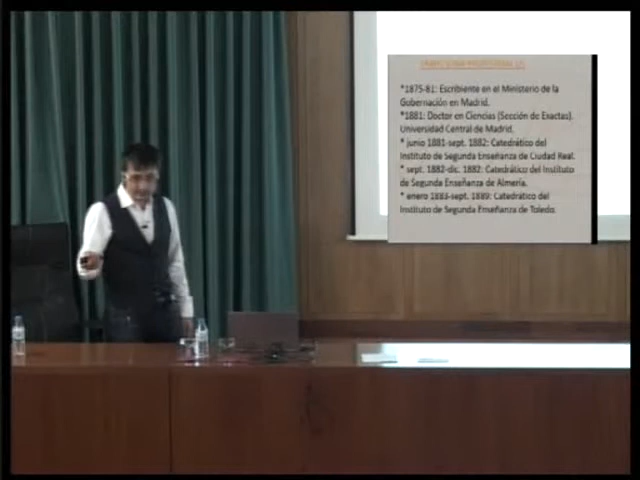 *1875-81: Escribiente en el Ministerio de la
Gobernación en Madrid.
*1881: Doctor en Ciencias (Sección de Exactas).
Universidad Central de Madrid.
* junio 1881-sept. 1882: Catedrático del
Instituto de Segunda Enseñanza de Ciudad Real.
* sept. 1882-dic. 1882: Catedrático del Instituto
de Segunda Enseñanza de Almería.
* enero 1883-sept. 1889: Catedrático del
Instituto de Segunda Enseñanza de Toledo.